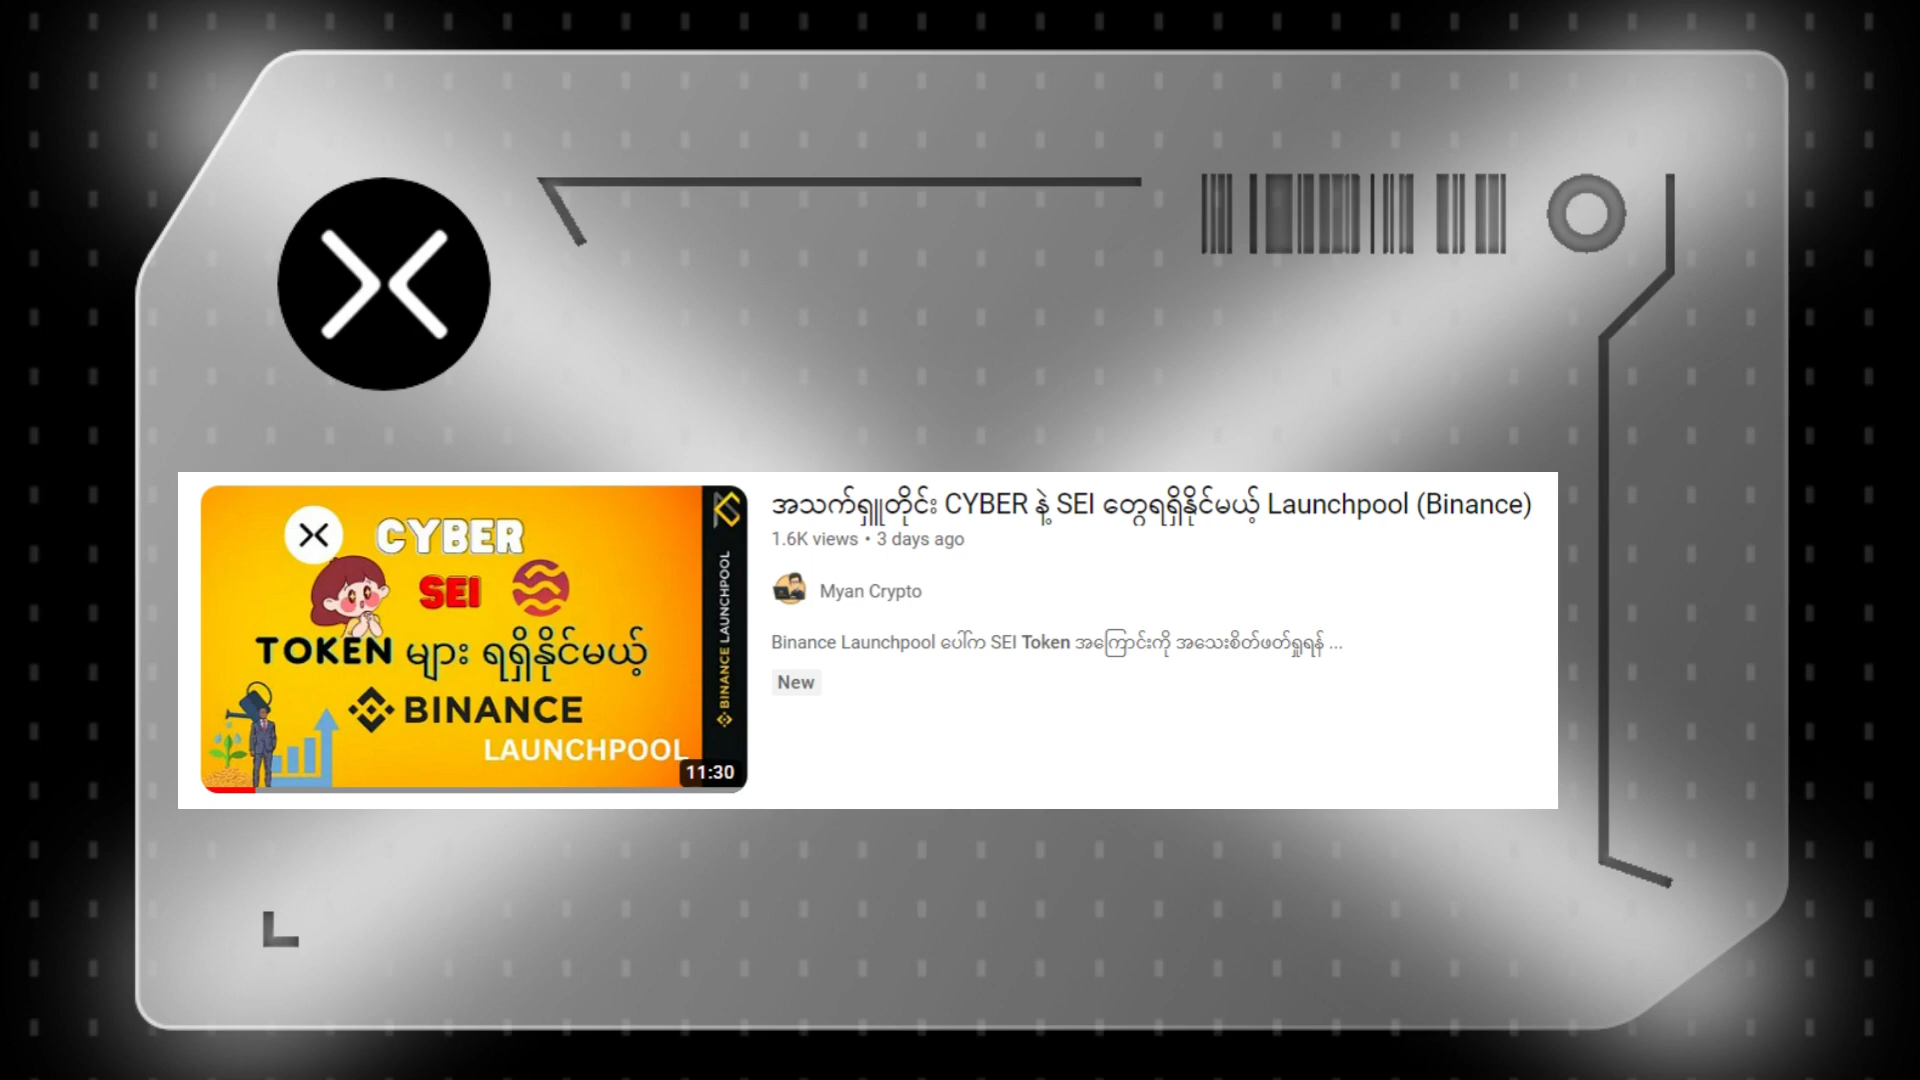 CYBER
SEI
TOKEN များ ရရှိနိုင်မယ့်
BINANCE
LAUNCHPOOL
BINANCE LAUNCHPOOL
11:30
အသက်ရှူတိုင်း CYBER နဲ့ SEI တွေရရှိနိုင်မယ့် Launchpool (Binance)
1.6K views • 3 days ago
Myan Crypto
Binance Launchpool ပေါ်က SEI Token အကြောင်းကို အသေးစိတ်ဖတ်ရှုရန် ...
New